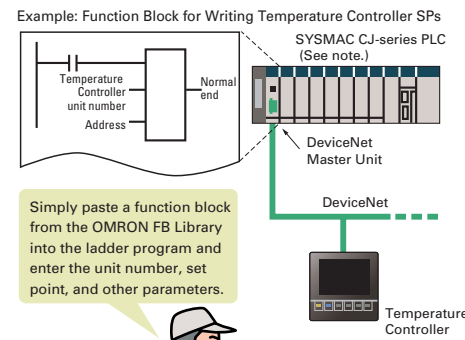 Example: Function Block for Writing Temperature Controller SPs
SYSMAC CJ-series PLC
(See note.)
Temperature
Controller
unit number
Address
Normal
end
DeviceNet
Master Unit
DeviceNet
Simply paste a function block
from the OMRON FB Library
into the ladder program and
enter the unit number, set
point, and other parameters.
Temperature
Controller